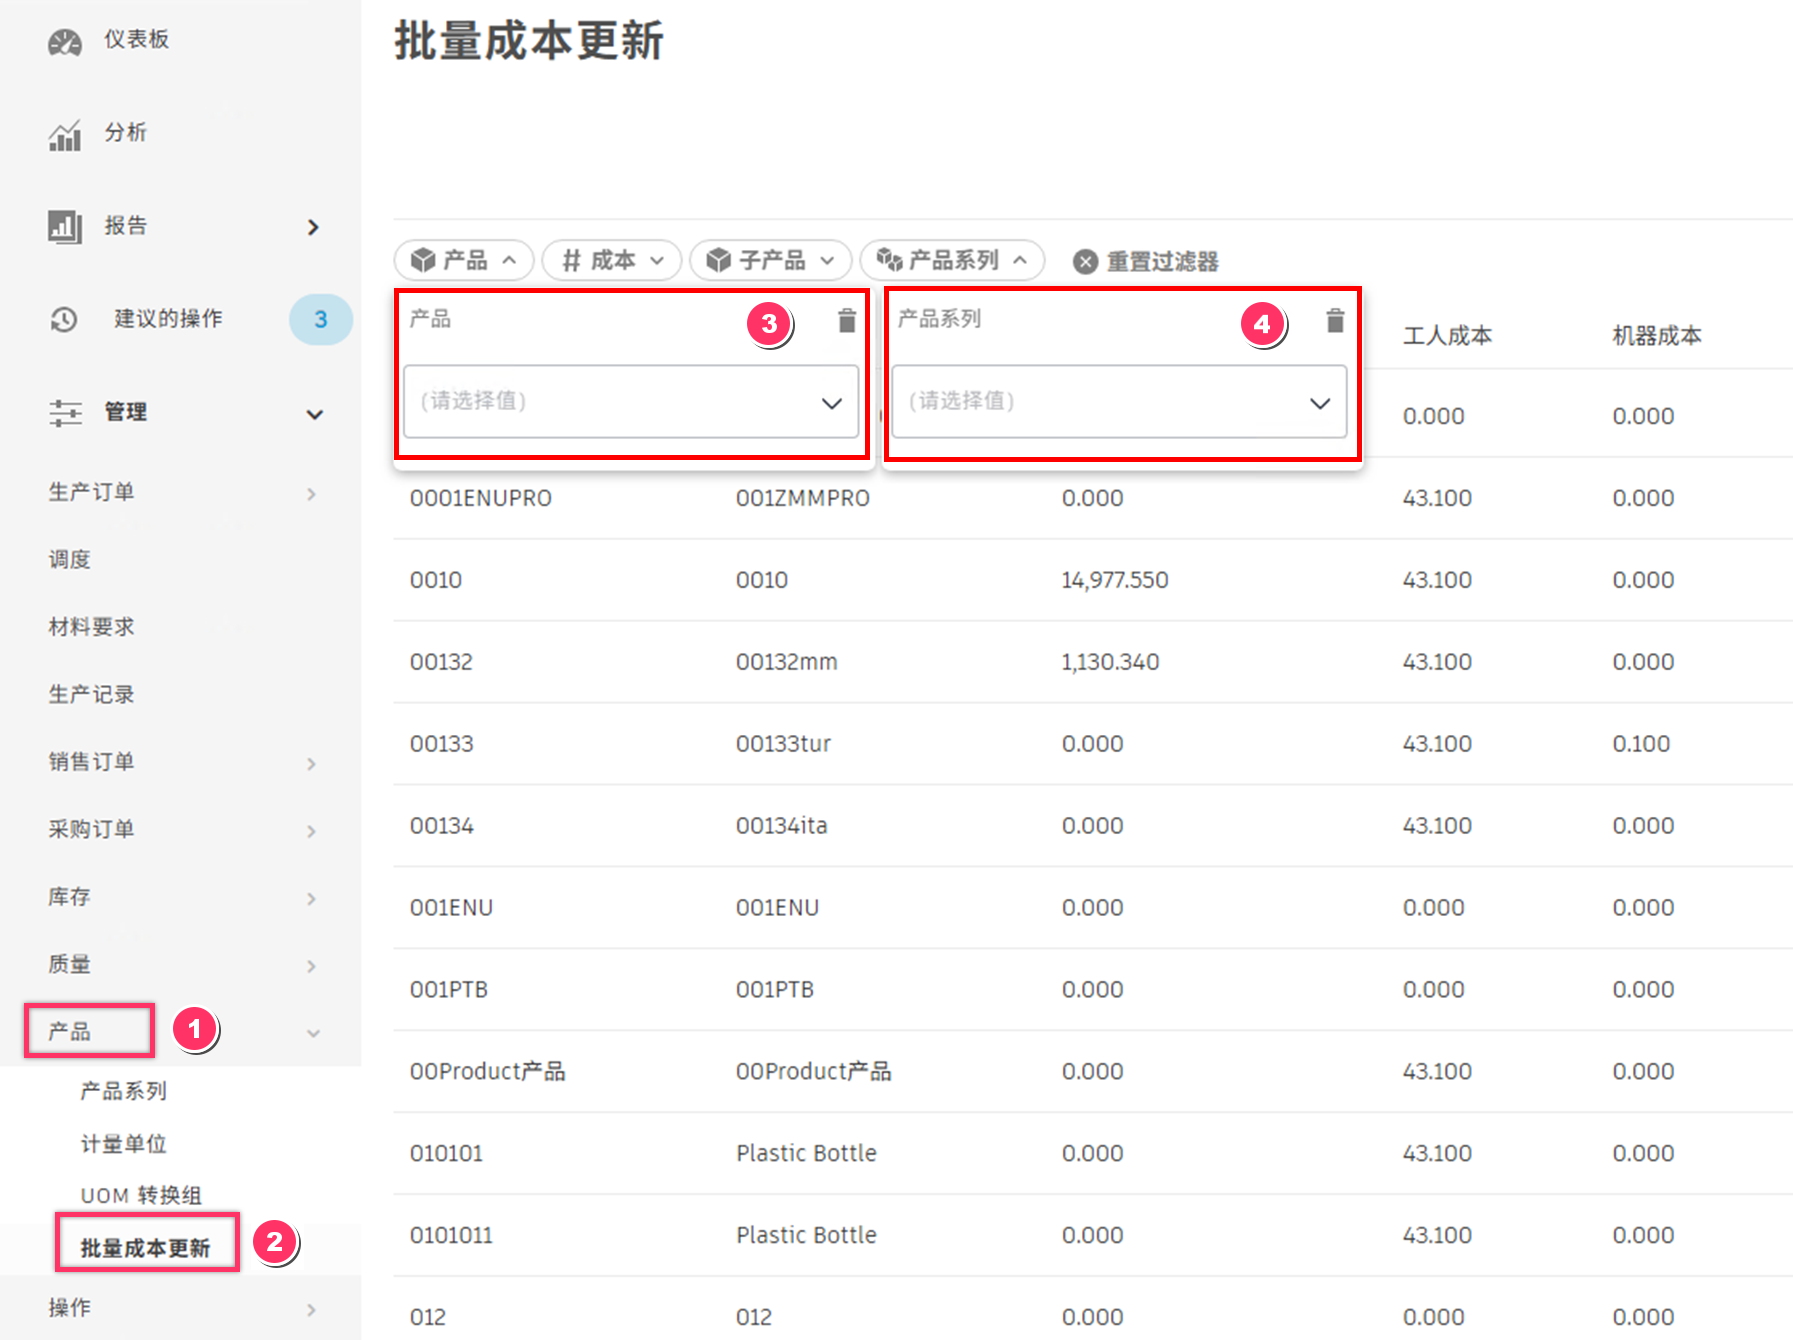 仪表板
分析
报告
建议的操作 3
管理
生产订单
调度
材料要求
生产记录
销售订单
采购订单
库存
质量
产品 1
产品系列
计量单位
UOM 转换组
批量成本更新 2
操作
批量成本更新
产品 # 成本 子产品 产品系列 重置过滤器
产品 3
(请选择值)
产品系列 4
(请选择值)
工人成本 机器成本
0.000 0.000
0001ENUPRO 001ZMMPRO 0.000 43.100 0.000
0010 0010 14,977.550 43.100 0.000
00132 00132mm 1,130.340 43.100 0.000
00133 00133tur 0.000 43.100 0.100
00134 00134ita 0.000 43.100 0.000
001ENU 001ENU 0.000 0.000 0.000
001PTB 001PTB 0.000 0.000 0.000
00Product产品 00Product产品 0.000 43.100 0.000
010101 Plastic Bottle 0.000 43.100 0.000
0101011 Plastic Bottle 0.000 43.100 0.000
012 012 0.000 0.000 0.000